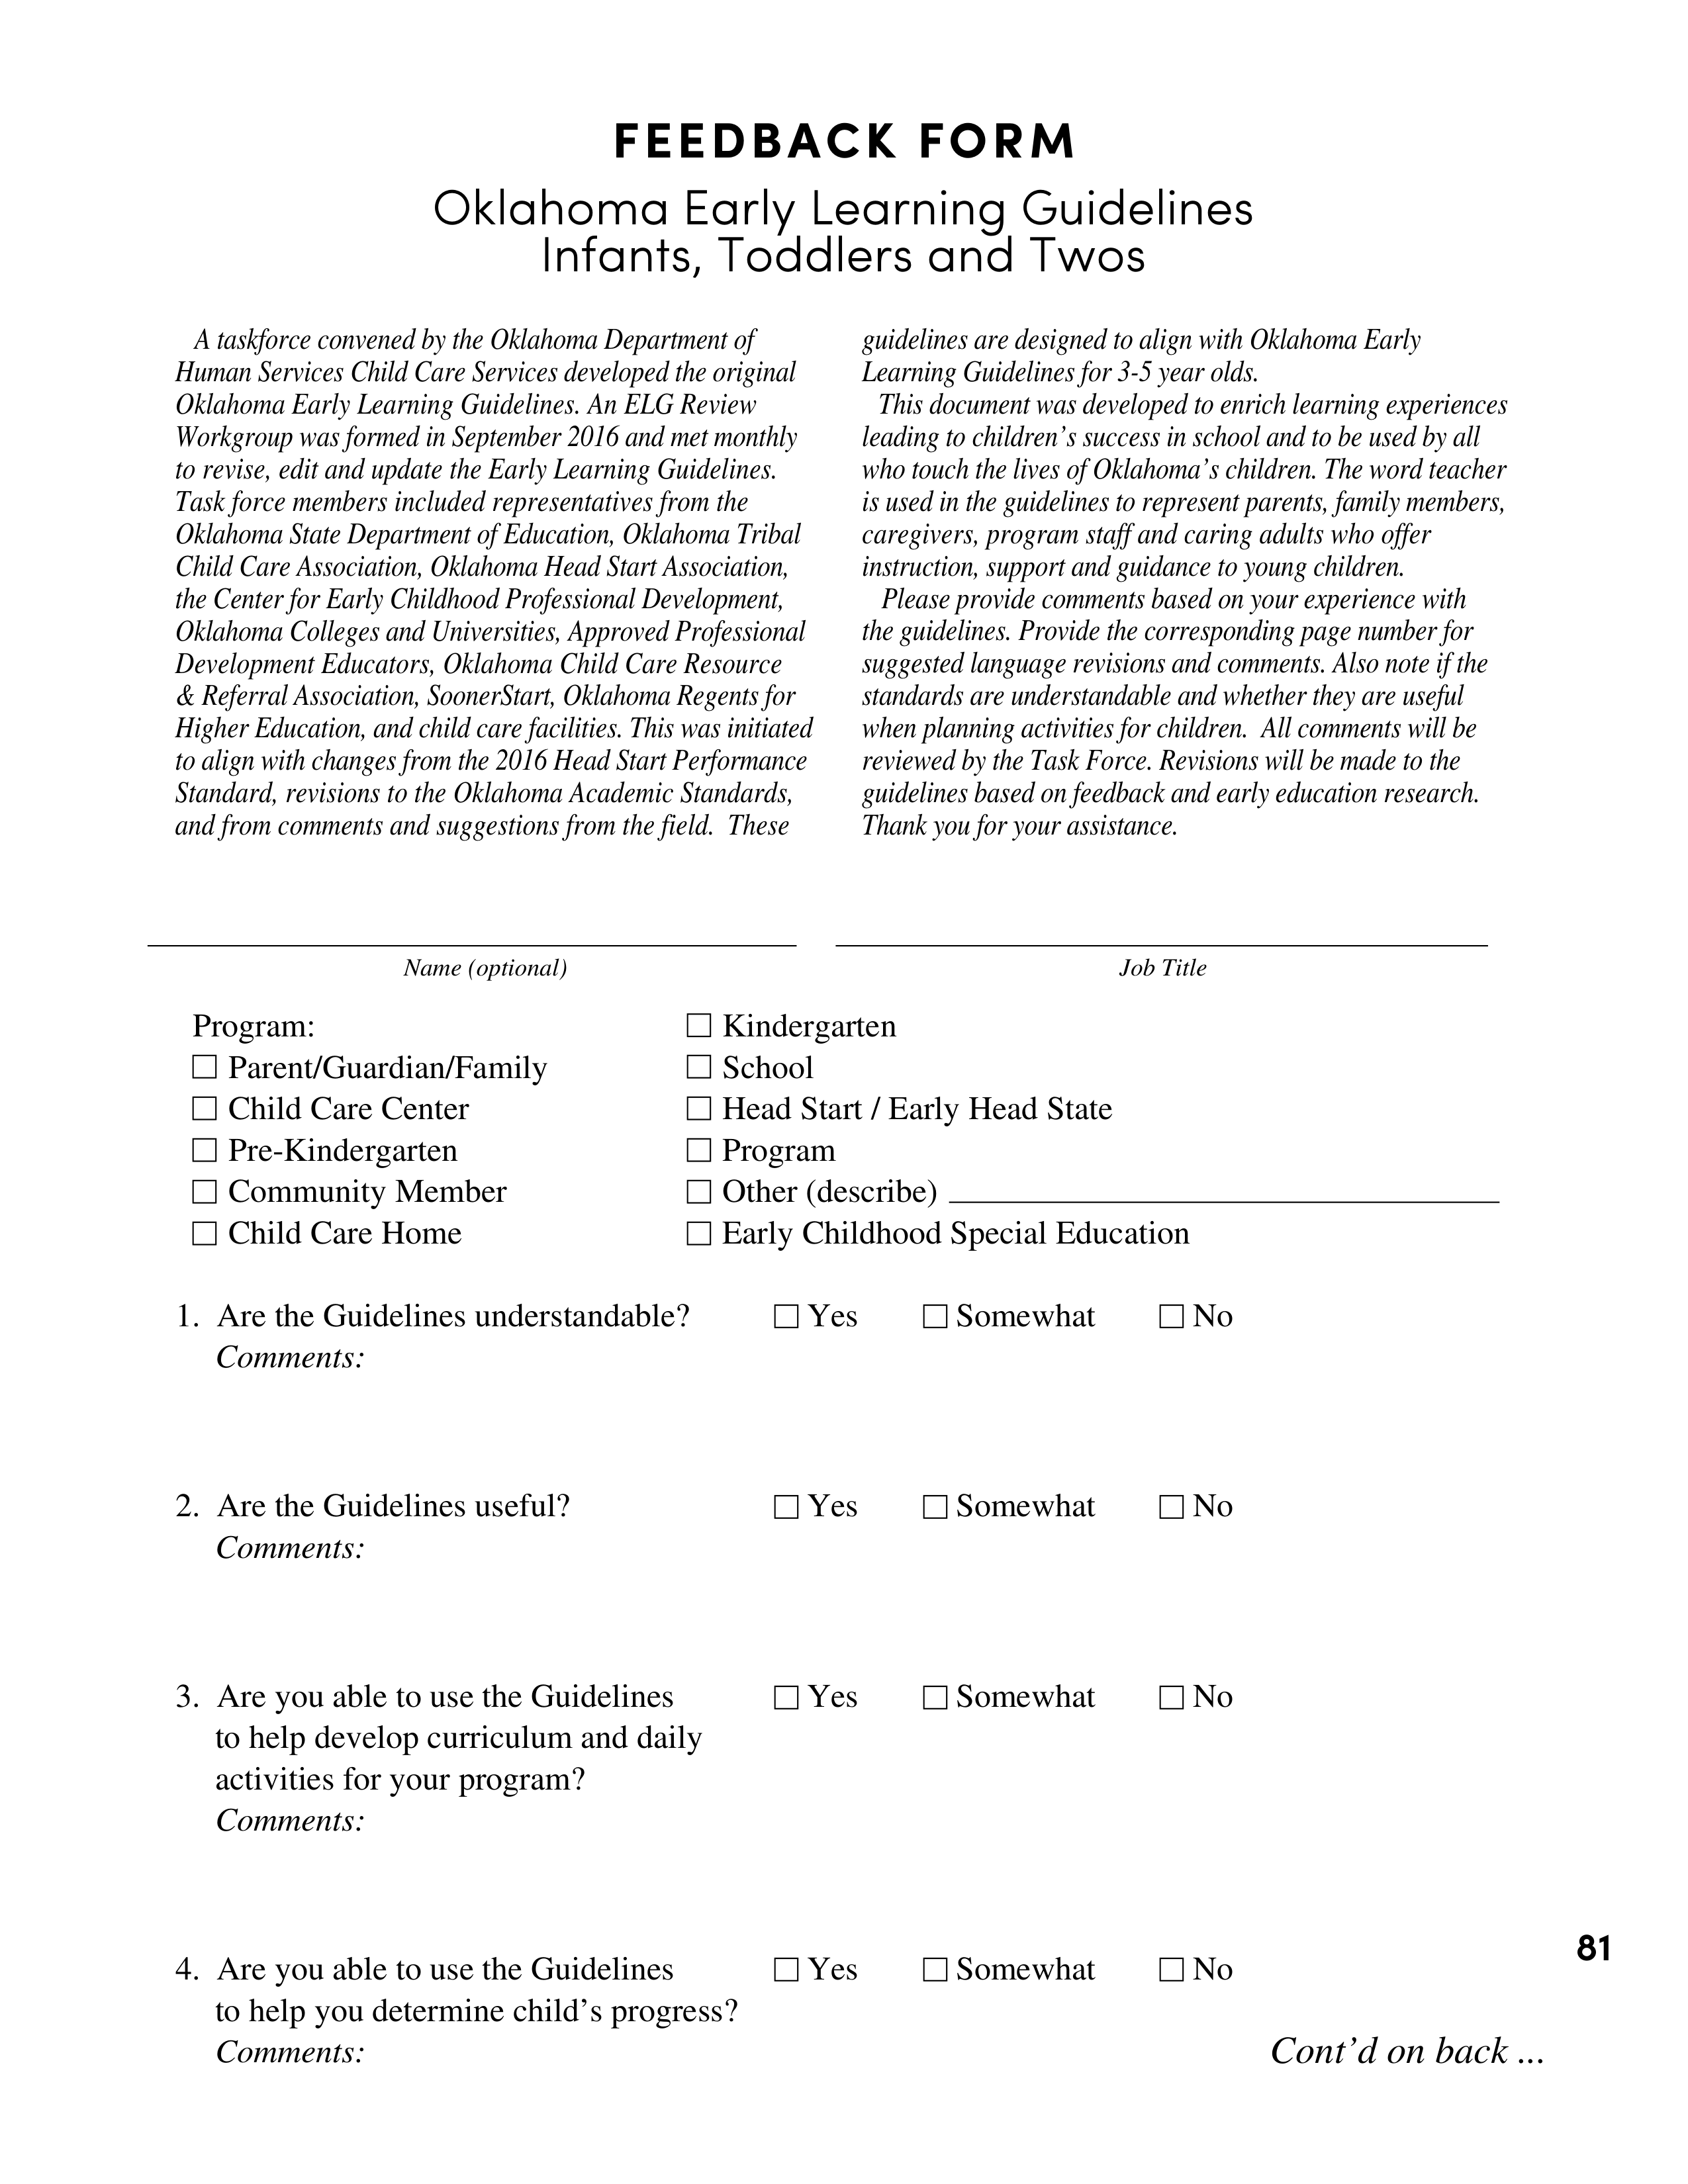 FEEDBACK FORM
Oklahoma Early Learning Guidelines
Infants, Toddlers and Twos
A taskforce convened by the Oklahoma Department of
Human Services Child Care Services developed the original
Oklahoma Early Learning Guidelines. An ELG Review
Workgroup was formed in September 2016 and met monthly
to revise, edit and update the Early Learning Guidelines.
Task force members included representatives from the
Oklahoma State Department of Education, Oklahoma Tribal
Child Care Association, Oklahoma Head Start Association,
the Center for Early Childhood Professional Development,
Oklahoma Colleges and Universities, Approved Professional
Development Educators, Oklahoma Child Care Resource
& Referral Association, SoonerStart, Oklahoma Regents for
Higher Education, and child care facilities. This was initiated
to align with changes from the 2016 Head Start Performance
Standard, revisions to the Oklahoma Academic Standards,
and from comments and suggestions from the field.  These
guidelines are designed to align with Oklahoma Early
Learning Guidelines for 3-5 year olds.
This document was developed to enrich learning experiences
leading to children’s success in school and to be used by all
who touch the lives of Oklahoma’s children. The word teacher
is used in the guidelines to represent parents, family members,
caregivers, program staff and caring adults who offer
instruction, support and guidance to young children.
Please provide comments based on your experience with
the guidelines. Provide the corresponding page number for
suggested language revisions and comments. Also note if the
standards are understandable and whether they are useful
when planning activities for children.  All comments will be
reviewed by the Task Force. Revisions will be made to the
guidelines based on feedback and early education research.
Thank you for your assistance.
Name (optional)
Job Title
Program:
☐ Parent/Guardian/Family
☐ Child Care Center
☐ Pre-Kindergarten
☐ Community Member
☐ Child Care Home
☐ Kindergarten
☐ School
☐ Head Start / Early Head State
☐ Program
☐ Other (describe)
☐ Early Childhood Special Education
1. Are the Guidelines understandable? ☐ Yes ☐ Somewhat ☐ No
Comments:
2. Are the Guidelines useful? ☐ Yes ☐ Somewhat ☐ No
Comments:
3. Are you able to use the Guidelines ☐ Yes ☐ Somewhat ☐ No
to help develop curriculum and daily
activities for your program?
Comments:
81
4. Are you able to use the Guidelines ☐ Yes ☐ Somewhat ☐ No
to help you determine child’s progress?
Comments:
Cont’d on back ...